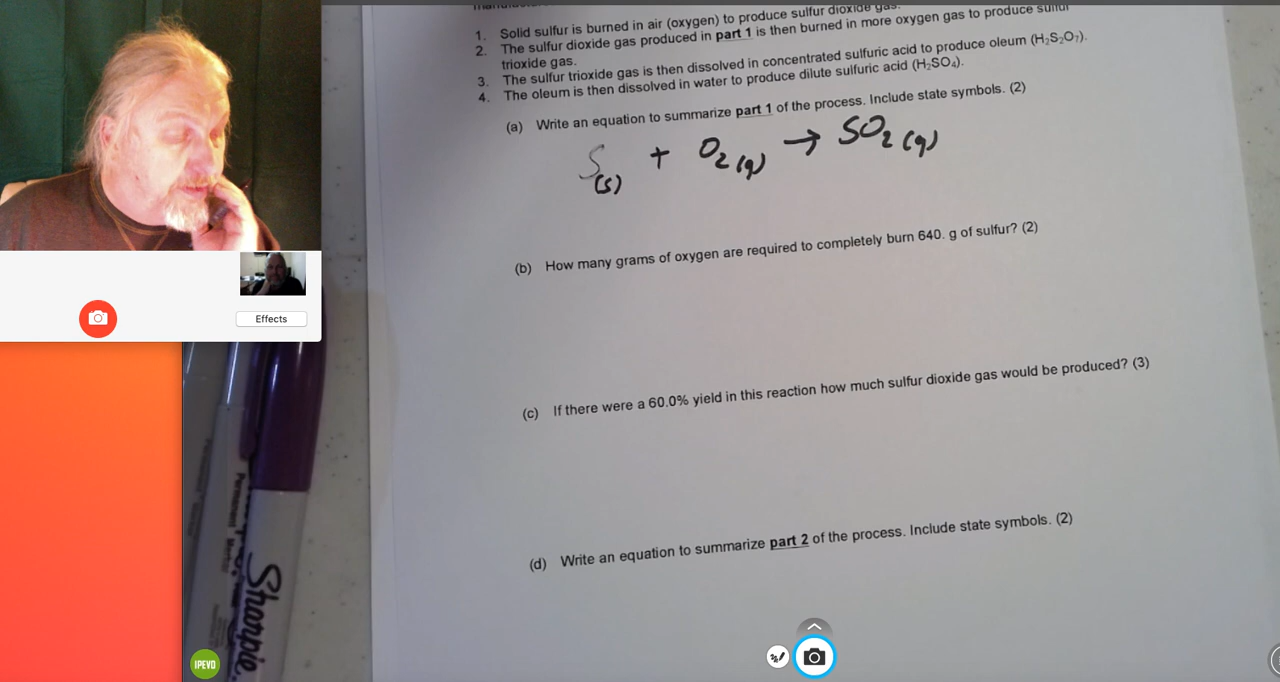 1. Solid sulfur is burned in air (oxygen) to produce sulfur dioxide gas.
2. The sulfur dioxide gas produced in part 1 is then burned in more oxygen gas to produce sulfur
trioxide gas.
3. The sulfur trioxide gas is then dissolved in concentrated sulfuric acid to produce oleum (H₂S₂O₇).
4. The oleum is then dissolved in water to produce dilute sulfuric acid (H₂SO₄).
(a) Write an equation to summarize part 1 of the process. Include state symbols. (2)
S(s) + O₂(g) → SO₂(g)
(b) How many grams of oxygen are required to completely burn 640. g of sulfur? (2)
(c) If there were a 60.0% yield in this reaction how much sulfur dioxide gas would be produced? (3)
(d) Write an equation to summarize part 2 of the process. Include state symbols. (2)
Effects
Permanent Marker
Sharpie
IPEVO